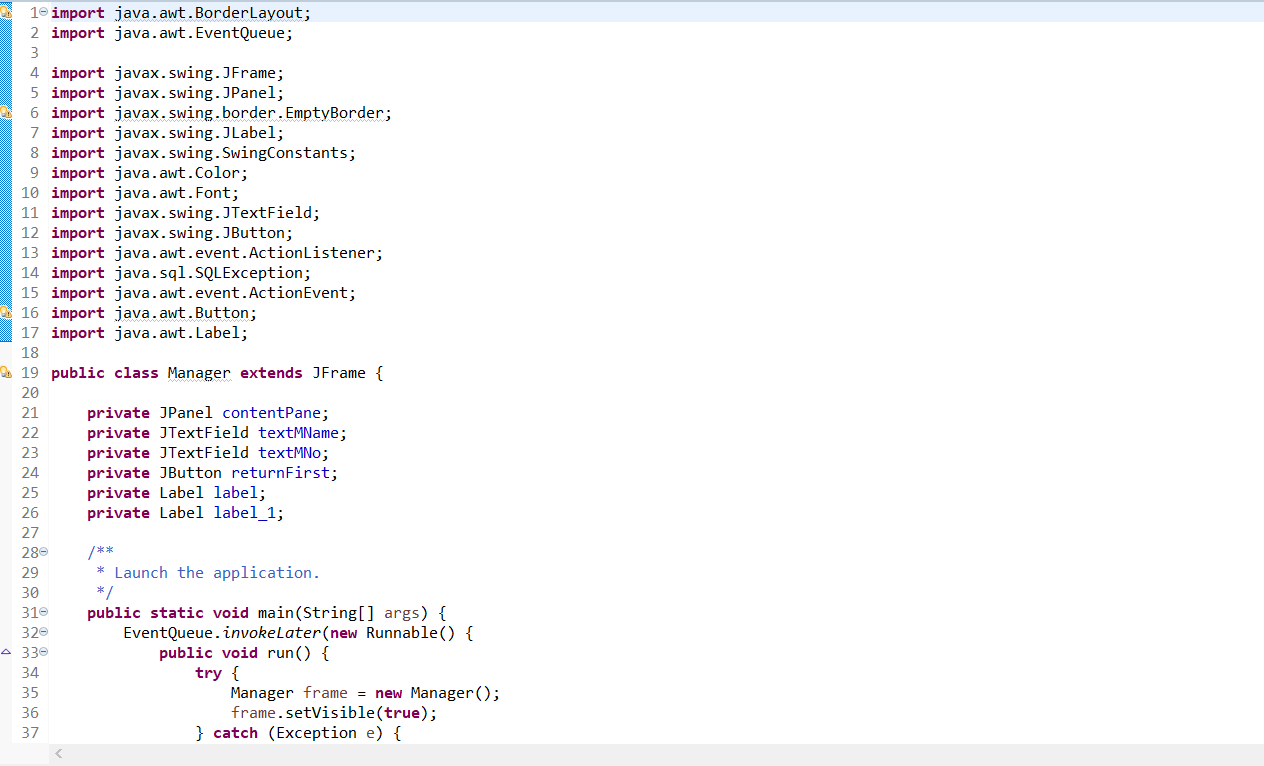 1 import java.awt.BorderLayout;
2 import java.awt.EventQueue;
3
4 import javax.swing.JFrame;
5 import javax.swing.JPanel;
6 import javax.swing.border.EmptyBorder;
7 import javax.swing.JLabel;
8 import javax.swing.SwingConstants;
9 import java.awt.Color;
10 import java.awt.Font;
11 import javax.swing.JTextField;
12 import javax.swing.JButton;
13 import java.awt.event.ActionListener;
14 import java.sql.SQLException;
15 import java.awt.event.ActionEvent;
16 import java.awt.Button;
17 import java.awt.Label;
18
19 public class Manager extends JFrame {
20
21     private JPanel contentPane;
22     private JTextField textMName;
23     private JTextField textMNo;
24     private JButton returnFirst;
25     private Label label;
26     private Label label_1;
27
28     /**
29      * Launch the application.
30      */
31     public static void main(String[] args) {
32         EventQueue.invokeLater(new Runnable() {
33             public void run() {
34                 try {
35                     Manager frame = new Manager();
36                     frame.setVisible(true);
37                 } catch (Exception e) {